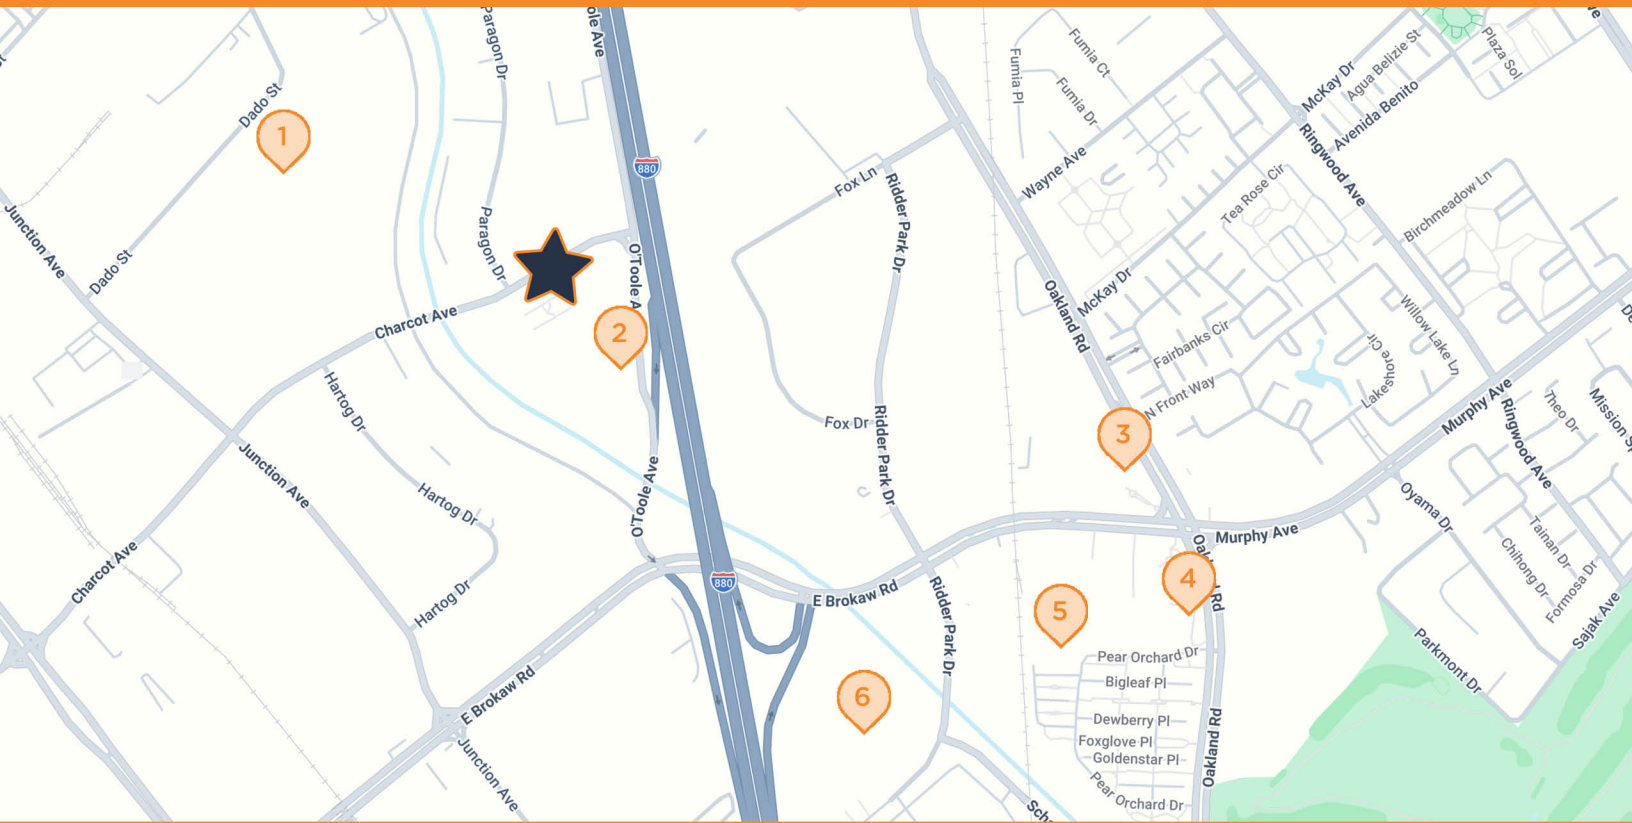 Paragon Dr
ole Ave
Fumia Ct
Fumia Pl
Fumia Dr
McKay Dr
Agua Belizie St
Plaza Sol
Avenida Benito
Dado St
1
880
Ringwood Ave
Wayne Ave
Fox Ln
Ridder Park Dr
Tea Rose Cir
Birchmeadow Ln
Junction Ave
Dado St
Paragon Dr
O'Toole A
Oakland Rd
McKay Dr
Charcot Ave
2
Fairbanks Cir
Willow Lake Ln
Lakeshore Cir
Hartog Dr
N Front Way
Murphy Ave
Theo Dr
Mission S
Fox Dr
Ridder Park Dr
3
Ringwood Ave
Junction Ave
Hartog Dr
O'Toole Ave
Oyama Dr
Murphy Ave
Tainan Dr
Chihong Dr
Formosa Dr
Sajak Ave
Charcot Ave
Hartog Dr
880
E Brokaw Rd
Ridder Park Dr
5
4
Oa
d Rd
Pear Orchard Dr
Bigleaf Pl
Parkmont Dr
6
E Brokaw Rd
Dewberry Pl
Foxglove Pl
Goldenstar Pl
Oakland Rd
Junction Ave
Pear Orchard Dr
Sch